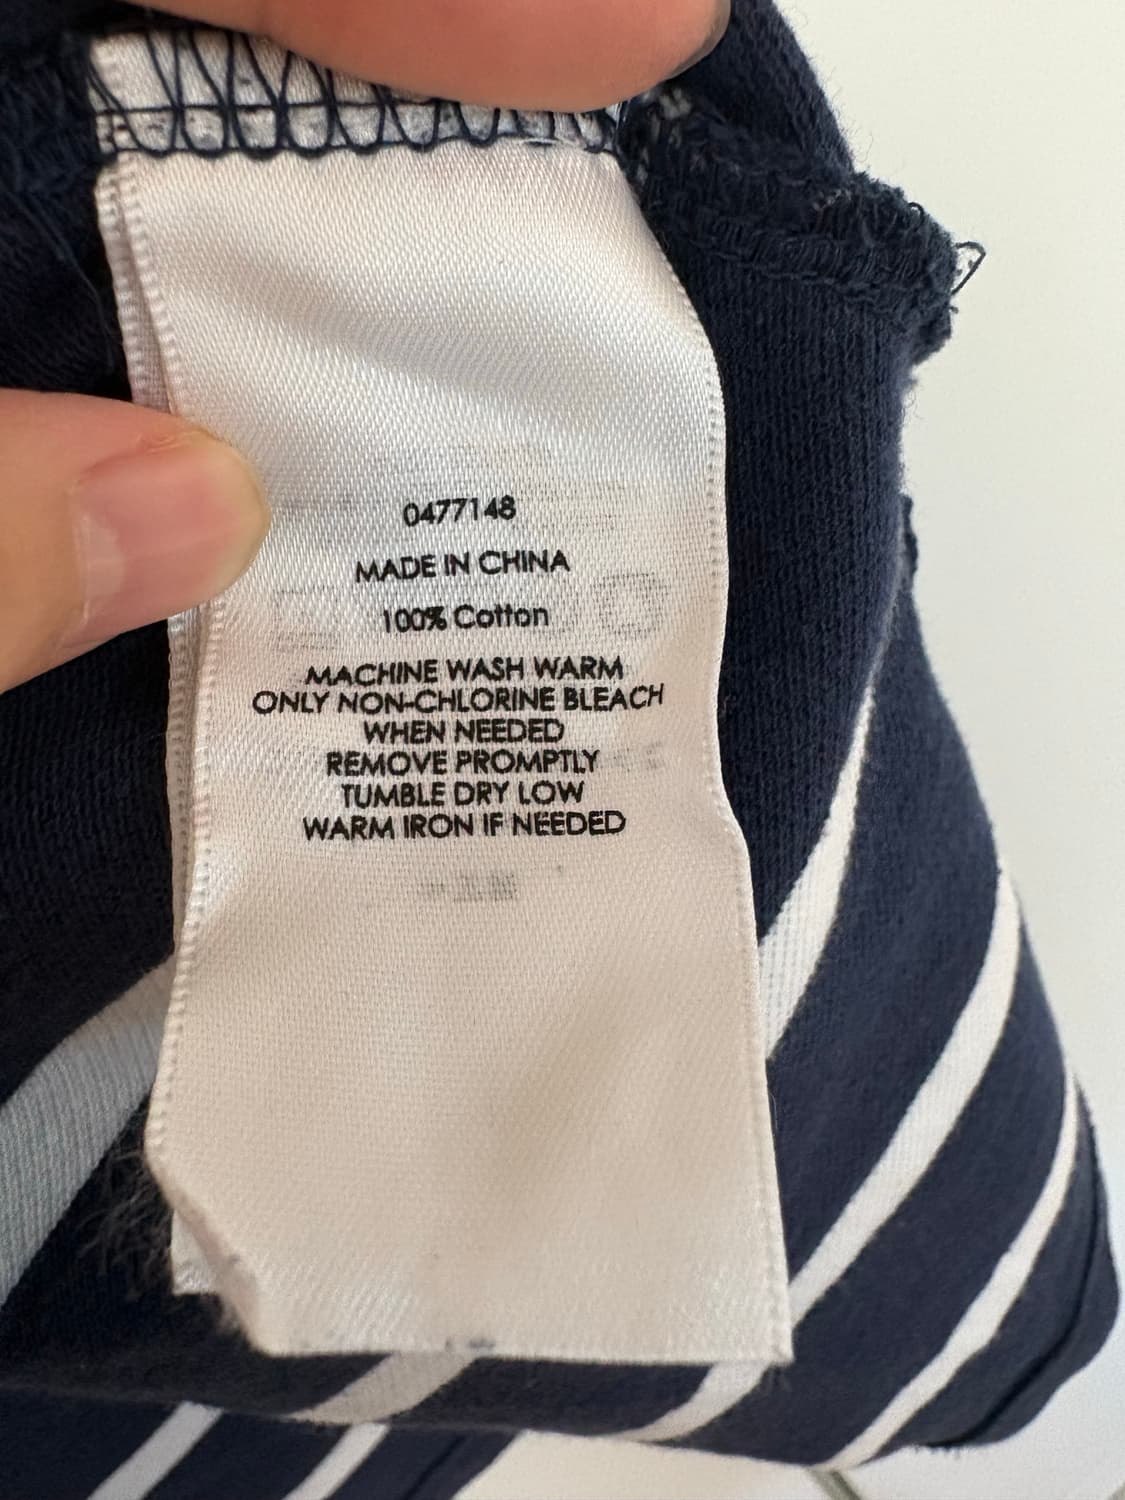 0477148
MADE IN CHINA
100% Cotton
MACHINE WASH WARM
ONLY NON-CHLORINE BLEACH
WHEN NEEDED
REMOVE PROMPTLY
TUMBLE DRY LOW
WARM IRON IF NEEDED